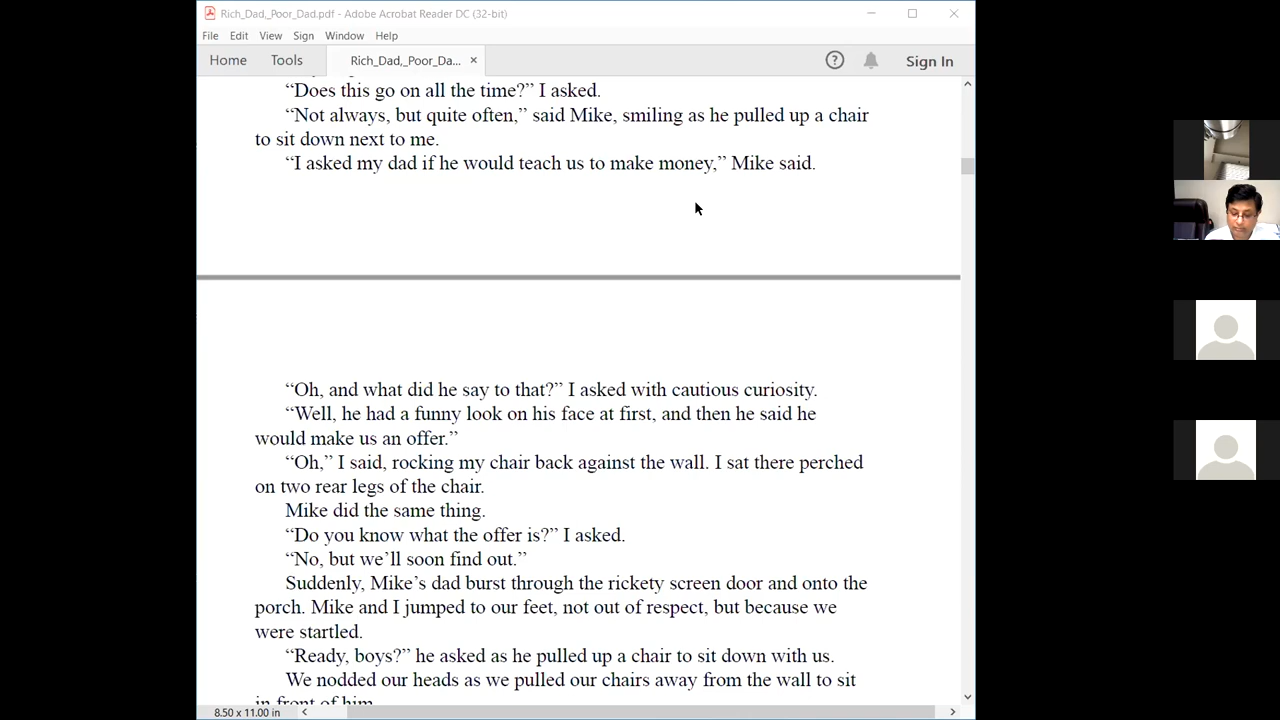 Rich_Dad,_Poor_Dad.pdf - Adobe Acrobat Reader DC (32-bit)
File Edit View Sign Window Help
Home Tools Rich_Dad,_Poor_Da... × Sign In
“Does this go on all the time?” I asked.
“Not always, but quite often,” said Mike, smiling as he pulled up a chair
to sit down next to me.
“I asked my dad if he would teach us to make money,” Mike said.
“Oh, and what did he say to that?” I asked with cautious curiosity.
“Well, he had a funny look on his face at first, and then he said he
would make us an offer.”
“Oh,” I said, rocking my chair back against the wall. I sat there perched
on two rear legs of the chair.
Mike did the same thing.
“Do you know what the offer is?” I asked.
“No, but we’ll soon find out.”
Suddenly, Mike’s dad burst through the rickety screen door and onto the
porch. Mike and I jumped to our feet, not out of respect, but because we
were startled.
“Ready, boys?” he asked as he pulled up a chair to sit down with us.
We nodded our heads as we pulled our chairs away from the wall to sit
in front of him.
8.50 x 11.00 in